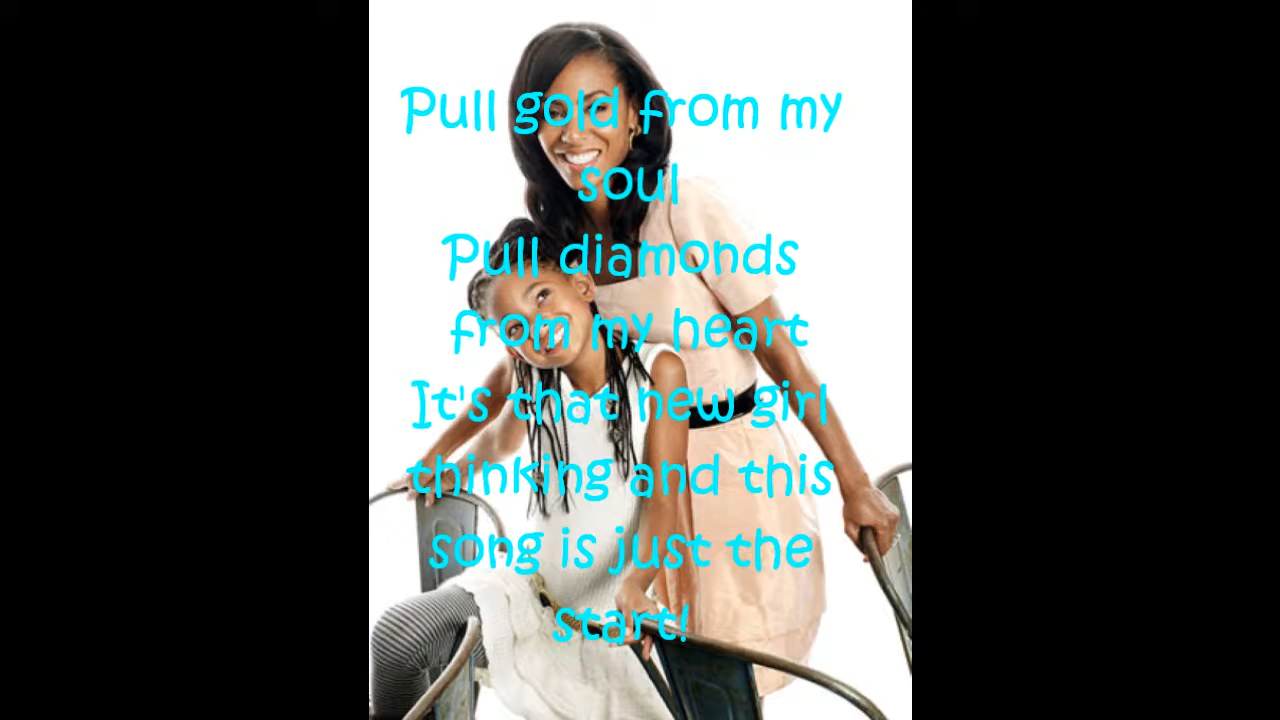 Pull gold from my
soul
Pull diamonds
from my heart
It's that new girl
thinking and this
song is just the
start!